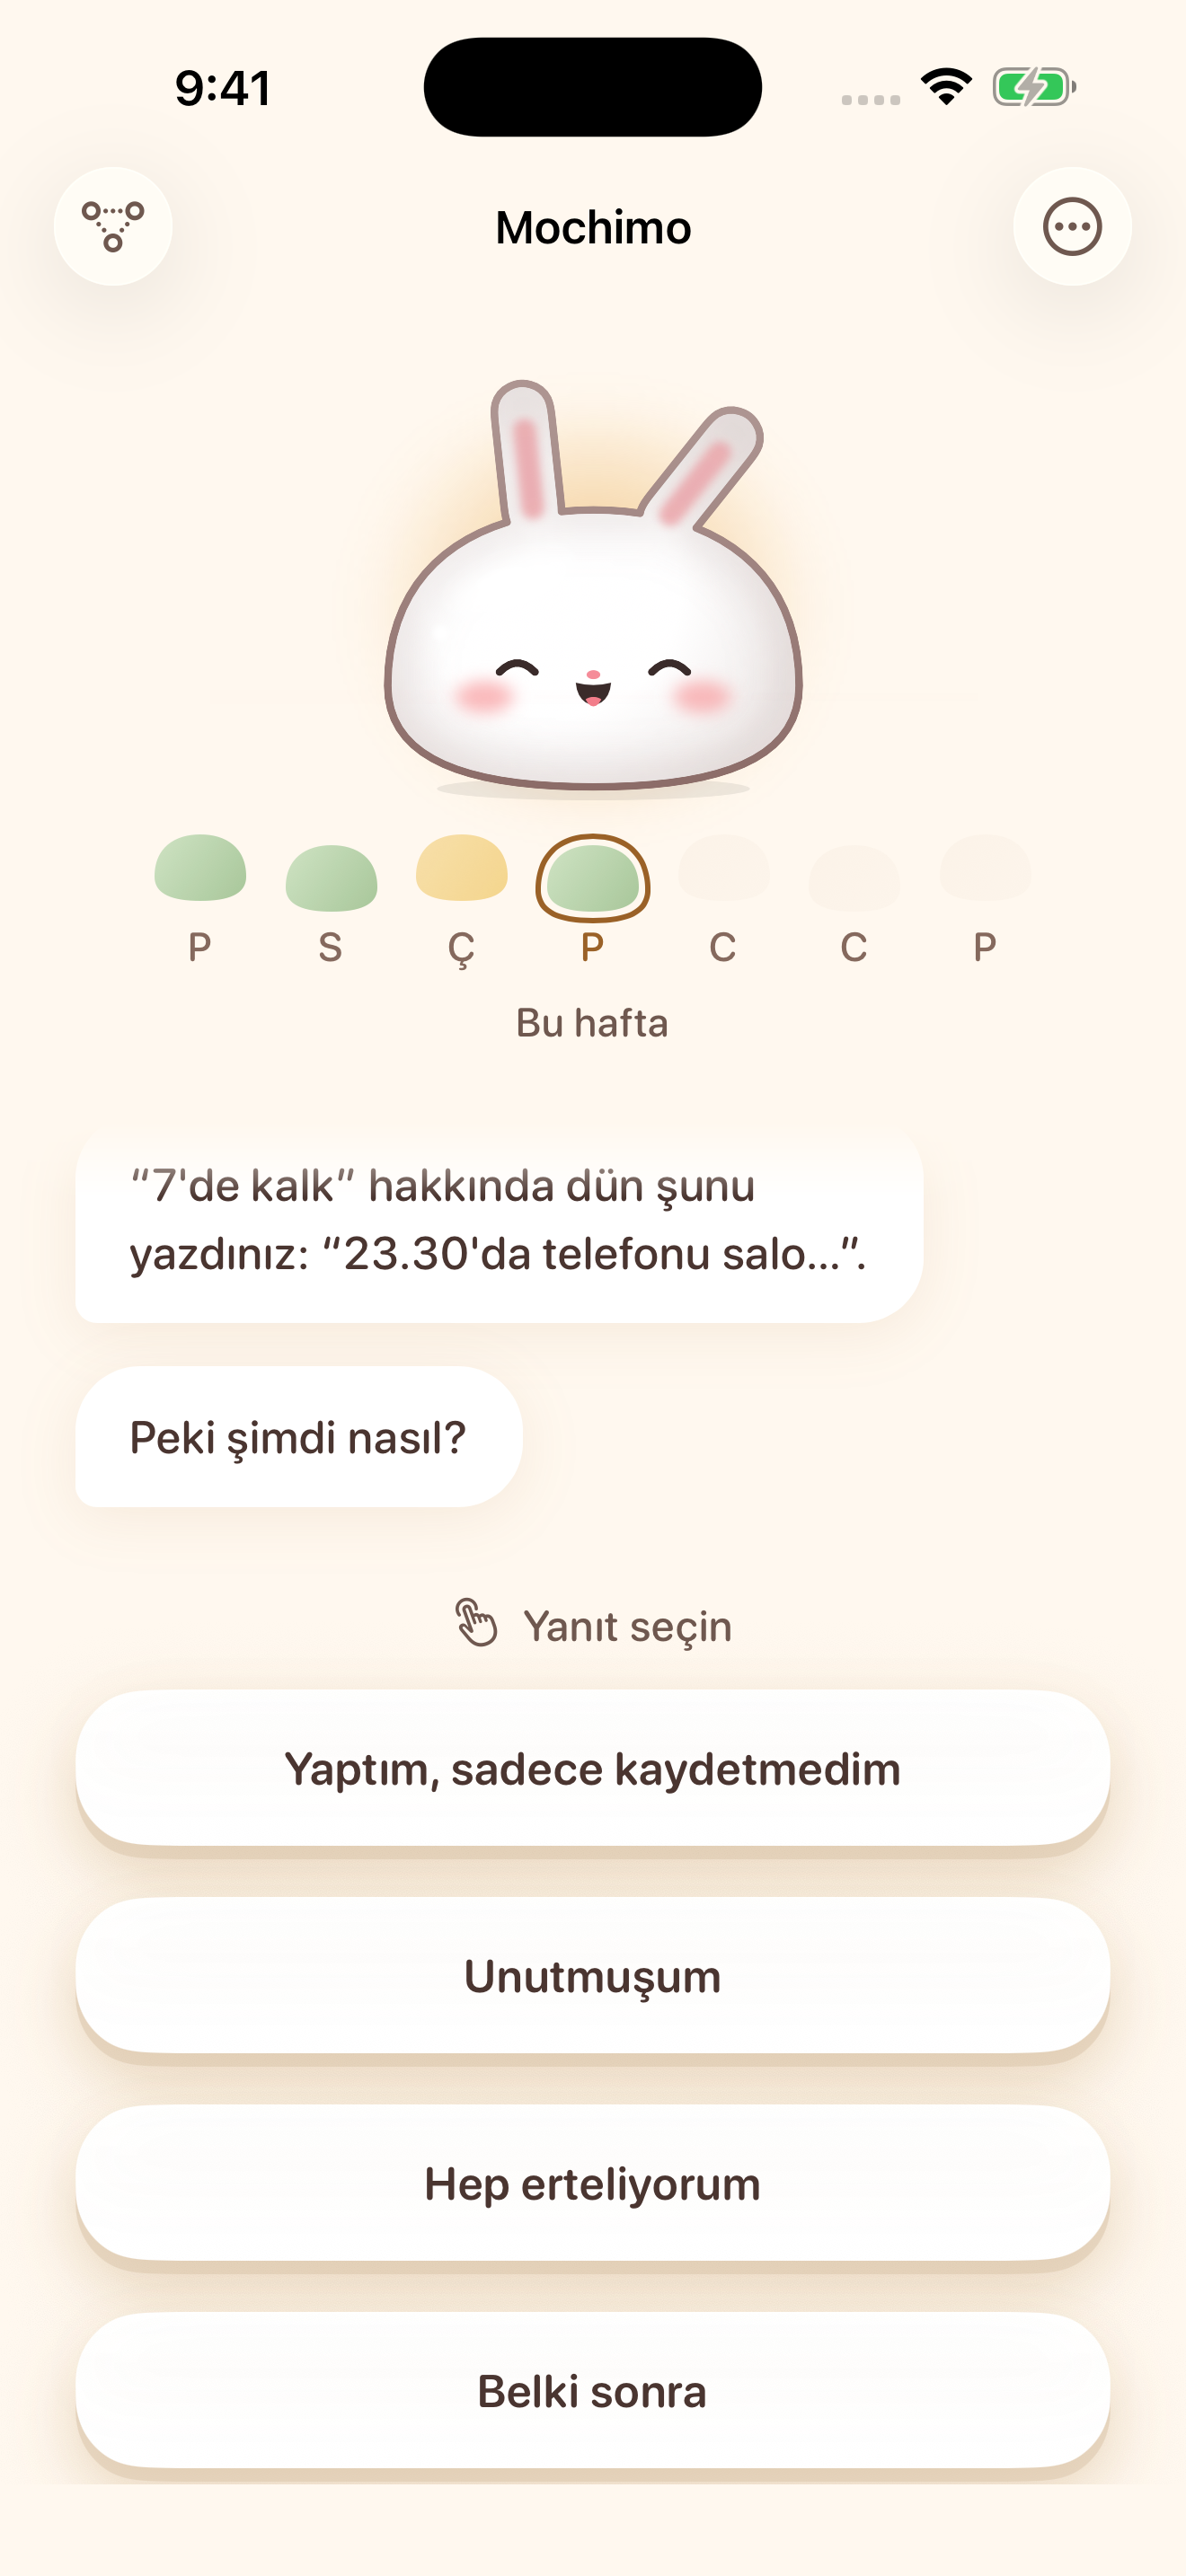 9:41
Mochimo
P S Ç P C C P
Bu hafta
“7'de kalk” hakkında dün şunu
yazdınız: “23.30'da telefonu salo...”.
Peki şimdi nasıl?
Yanıt seçin
Yaptım, sadece kaydetmedim
Unutmuşum
Hep erteliyorum
Belki sonra